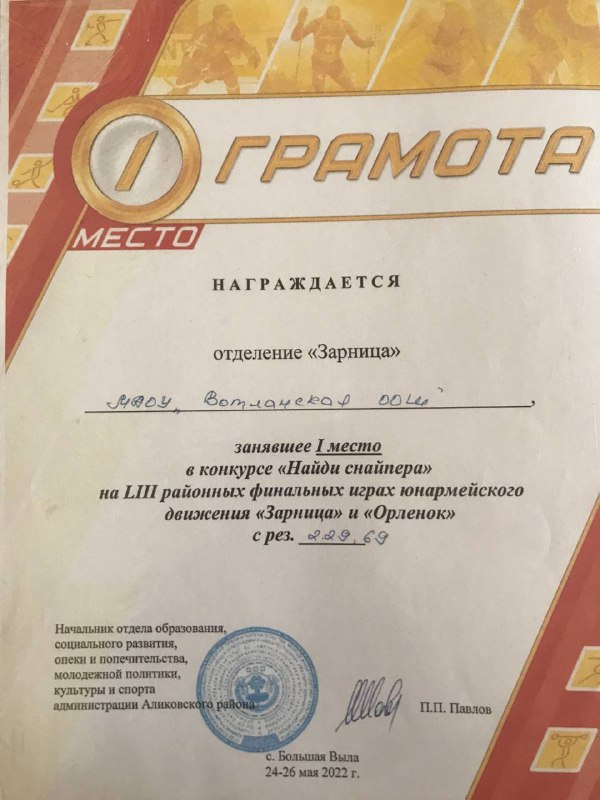 I ГРАМОТА
МЕСТО
НАГРАЖДАЕТСЯ
отделение «Зарница»
МБОУ „Вотланская ООШ",
занявшее I место
в конкурсе «Найди снайпера»
на LIII районных финальных играх юнармейского
движения «Зарница» и «Орленок»
с рез. 229,69
Начальник отдела образования,
социального развития,
опеки и попечительства,
молодежной политики,
культуры и спорта
администрации Аликовского района
П.П. Павлов
с. Большая Выла
24-26 мая 2022 г.